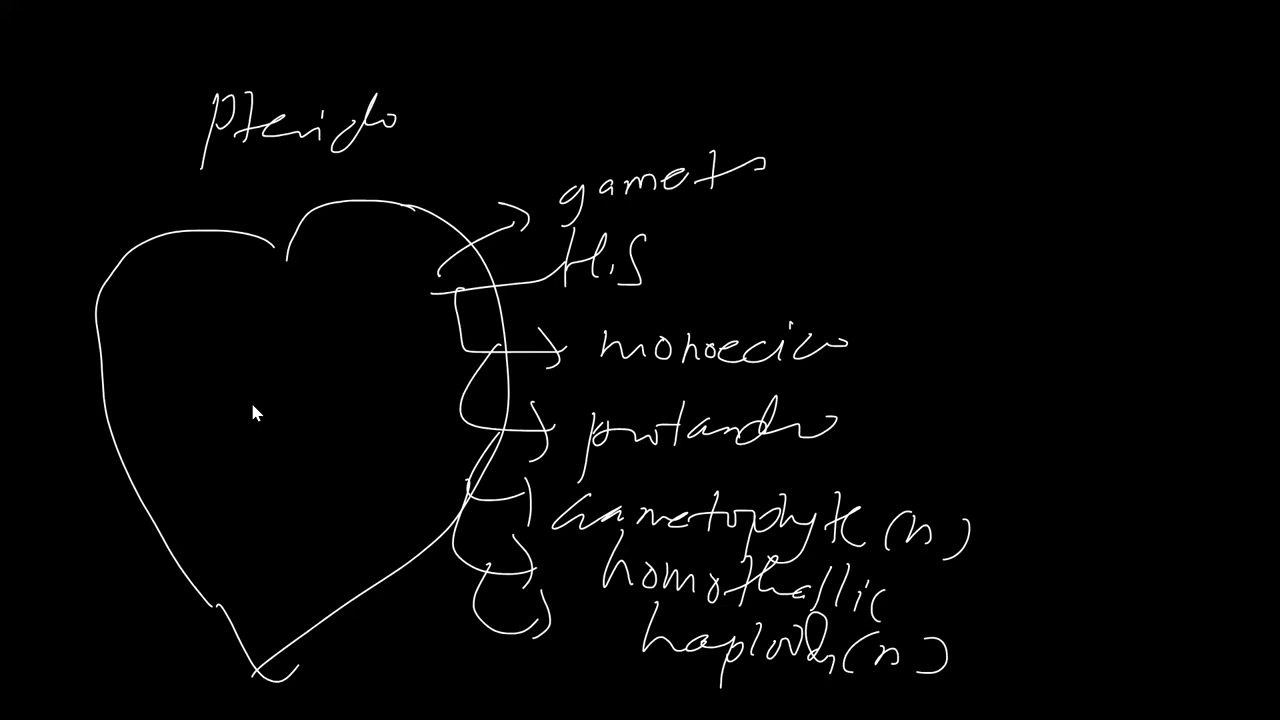 Pterido
gamets
H.S
monoecio
protandro
Gametophyte (n)
homothallic
haploid (n)